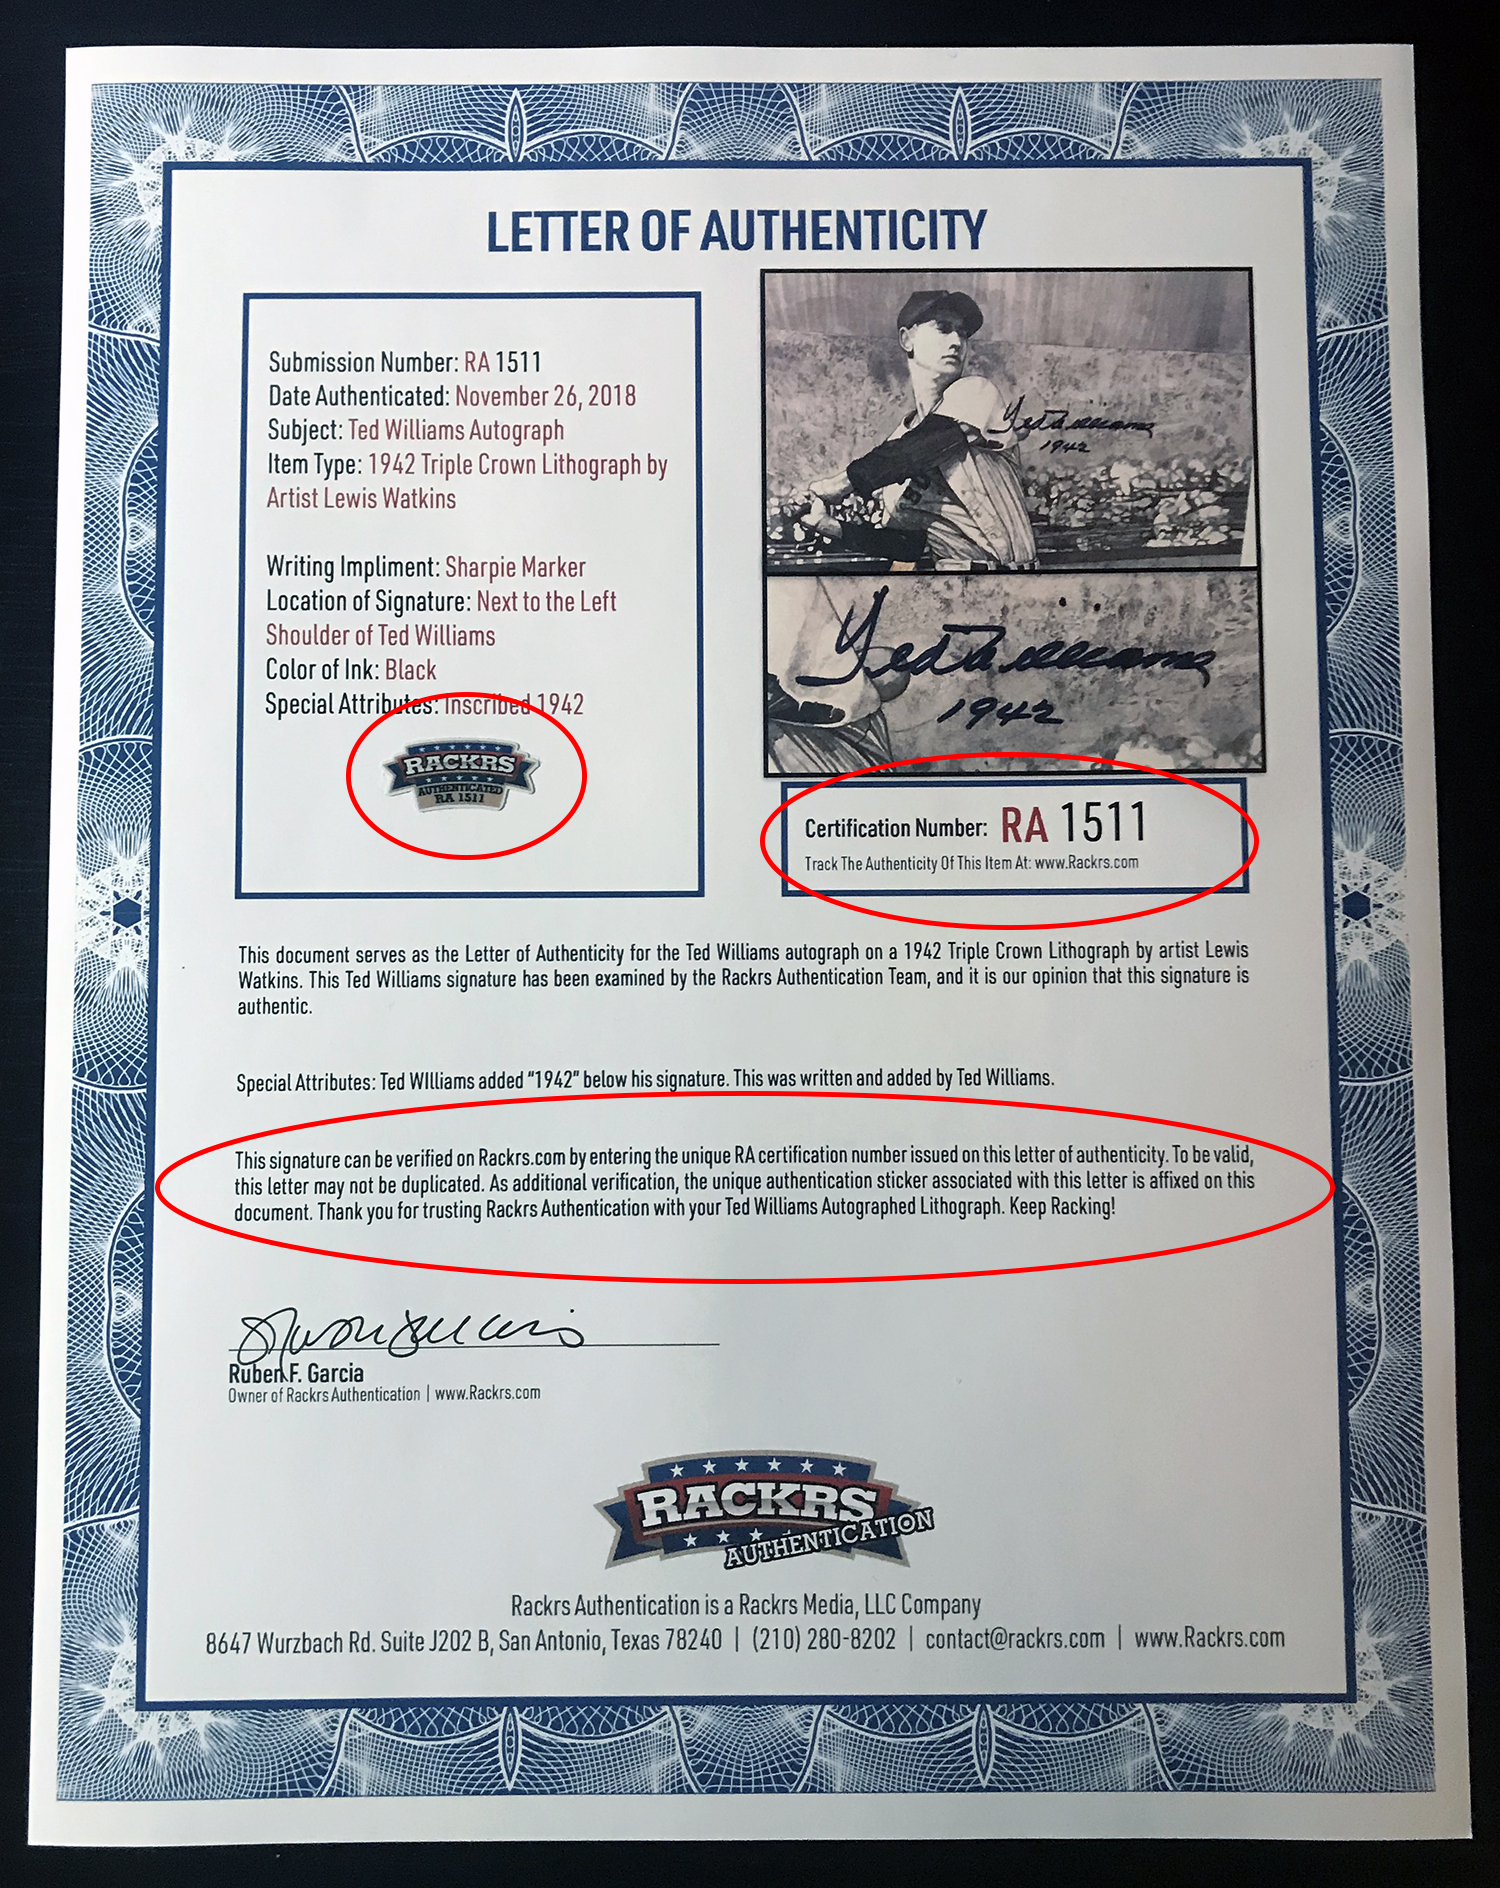 LETTER OF AUTHENTICITY
Submission Number: RA 1511
Date Authenticated: November 26, 2018
Subject: Ted Williams Autograph
Item Type: 1942 Triple Crown Lithograph by
Artist Lewis Watkins
Writing Impliment: Sharpie Marker
Location of Signature: Next to the Left
Shoulder of Ted Williams
Color of Ink: Black
Special Attributes: Inscribed 1942
RACKRS
AUTHENTICATED
RA 1511
Ted Williams
1942
Ted Williams
1942
Certification Number: RA 1511
Track The Authenticity Of This Item At: www.Rackrs.com
This document serves as the Letter of Authenticity for the Ted Williams autograph on a 1942 Triple Crown Lithograph by artist Lewis
Watkins. This Ted Williams signature has been examined by the Rackrs Authentication Team, and it is our opinion that this signature is
authentic.
Special Attributes: Ted WIlliams added "1942" below his signature. This was written and added by Ted Williams.
This signature can be verified on Rackrs.com by entering the unique RA certification number issued on this letter of authenticity. To be valid,
this letter may not be duplicated. As additional verification, the unique authentication sticker associated with this letter is affixed on this
document. Thank you for trusting Rackrs Authentication with your Ted Williams Autographed Lithograph. Keep Racking!
Ruben F. Garcia
Owner of Rackrs Authentication | www.Rackrs.com
RACKRS
AUTHENTICATION
Rackrs Authentication is a Rackrs Media, LLC Company
8647 Wurzbach Rd. Suite J202 B, San Antonio, Texas 78240 | (210) 280-8202 | contact@rackrs.com | www.Rackrs.com